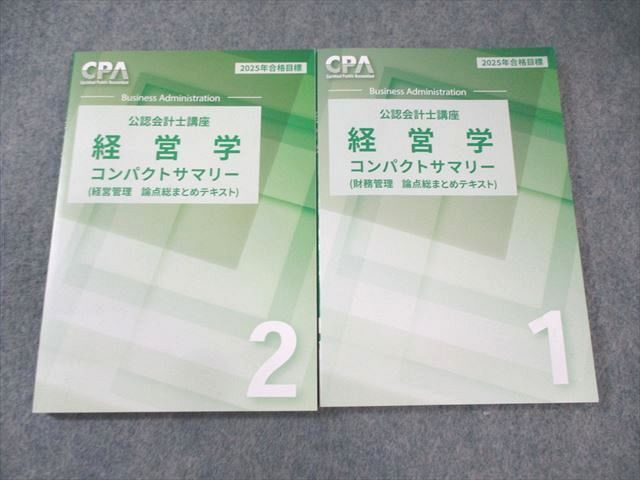 CPA
Certified Public Accountant
2025年合格目標
Business Administration
公認会計士講座
経営学
コンパクトサマリー
(経営管理 論点総まとめテキスト)
2
CPA
Certified Public Accountant
2025年合格目標
Business Administration
公認会計士講座
経営学
コンパクトサマリー
(財務管理 論点総まとめテキスト)
1